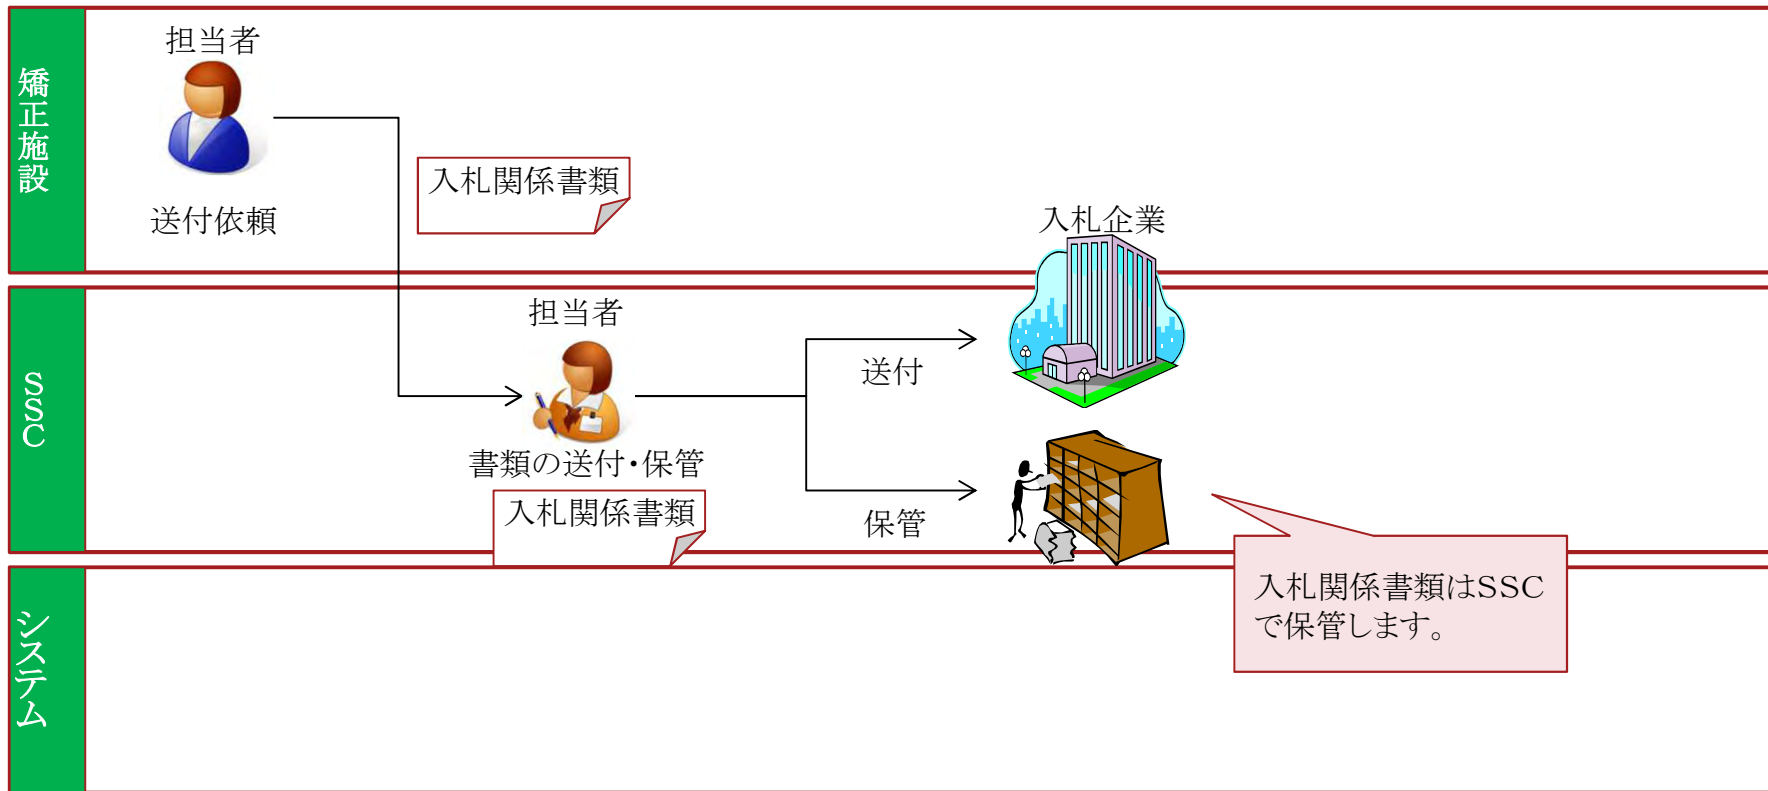 矯正施設
担当者
送付依頼
入札関係書類
入札企業
SSC
担当者
書類の送付・保管
入札関係書類
送付
保管
入札関係書類はSSC
で保管します。
システム